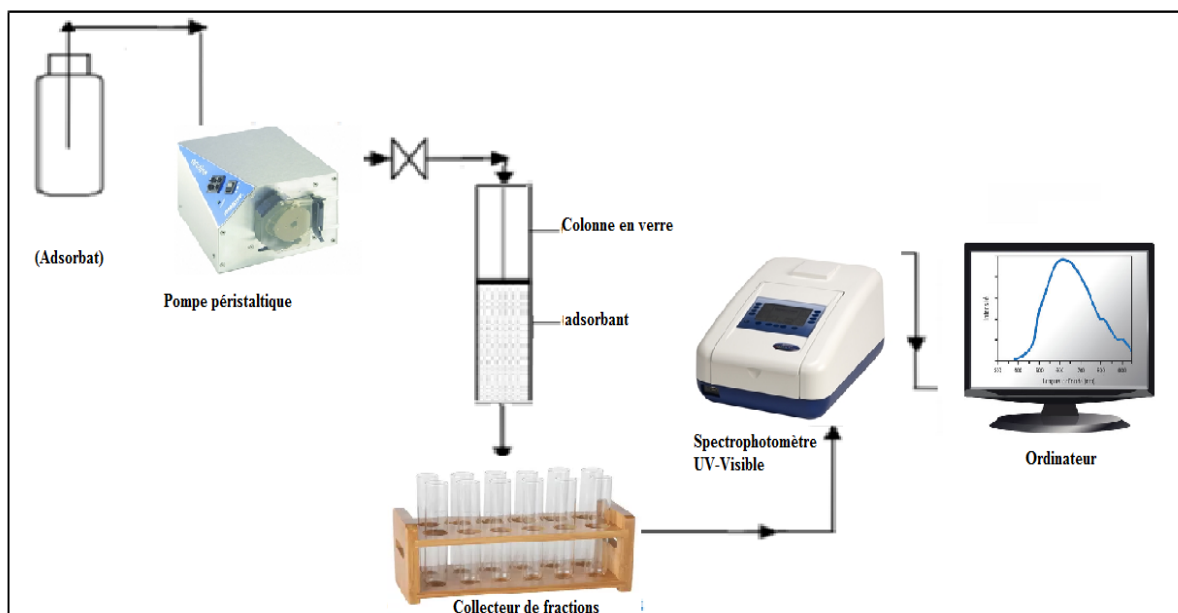 (Adsorbat)
Pompe péristaltique
Colonne en verre
adsorbant
Collecteur de fractions
Spectrophotomètre
UV-Visible
Ordinateur